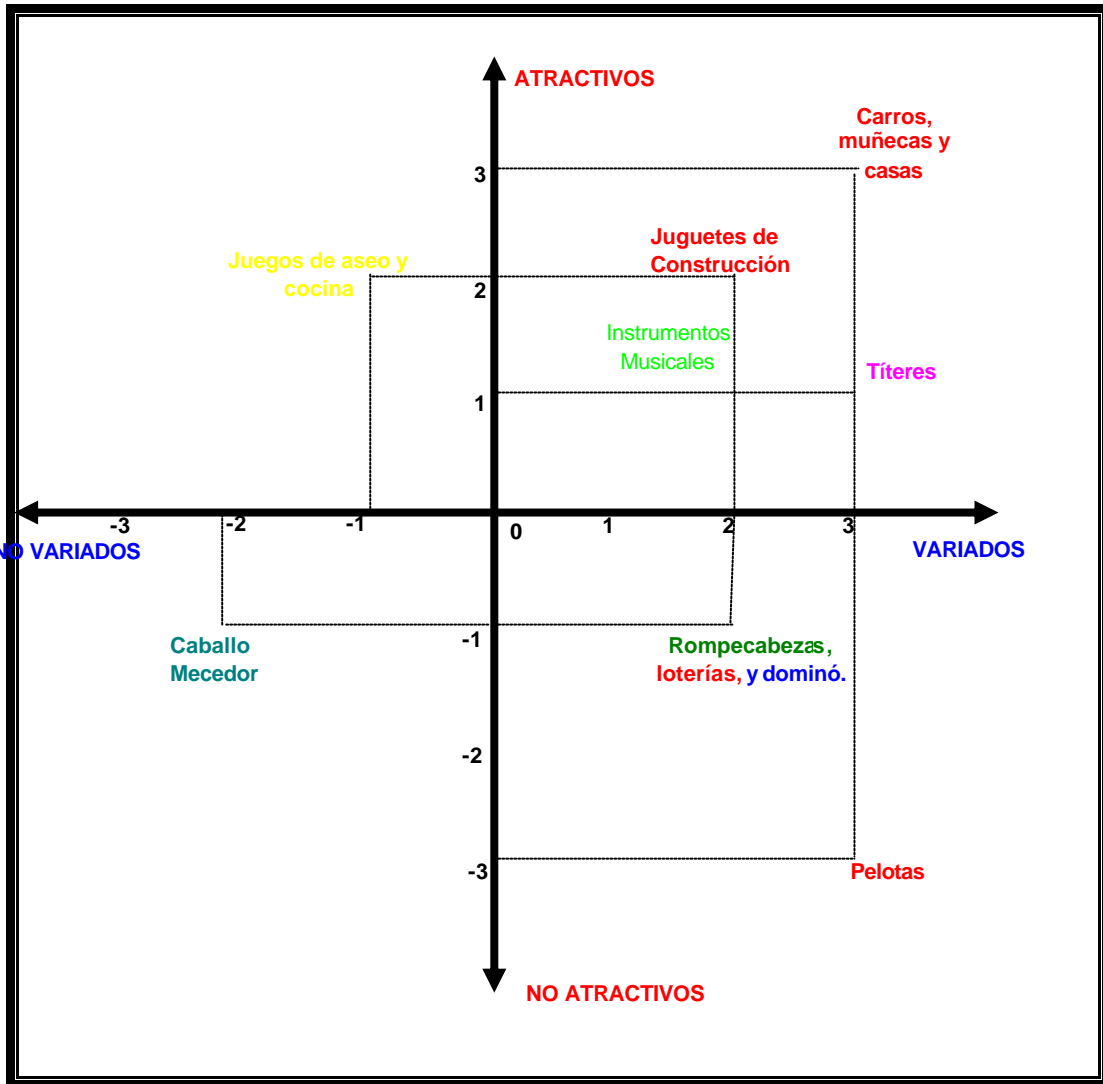 ATRACTIVOS
Carros,
muñecas y
casas
3
Juguetes de
Construcción
Juegos de aseo y
cocina
2
Instrumentos
Musicales
Títeres
1
-3
-2
-1
0
1
2
3
NO VARIADOS
VARIADOS
-1
Caballo
Mecedor
Rompecabezas,
loterías, y dominó.
-2
-3
Pelotas
NO ATRACTIVOS